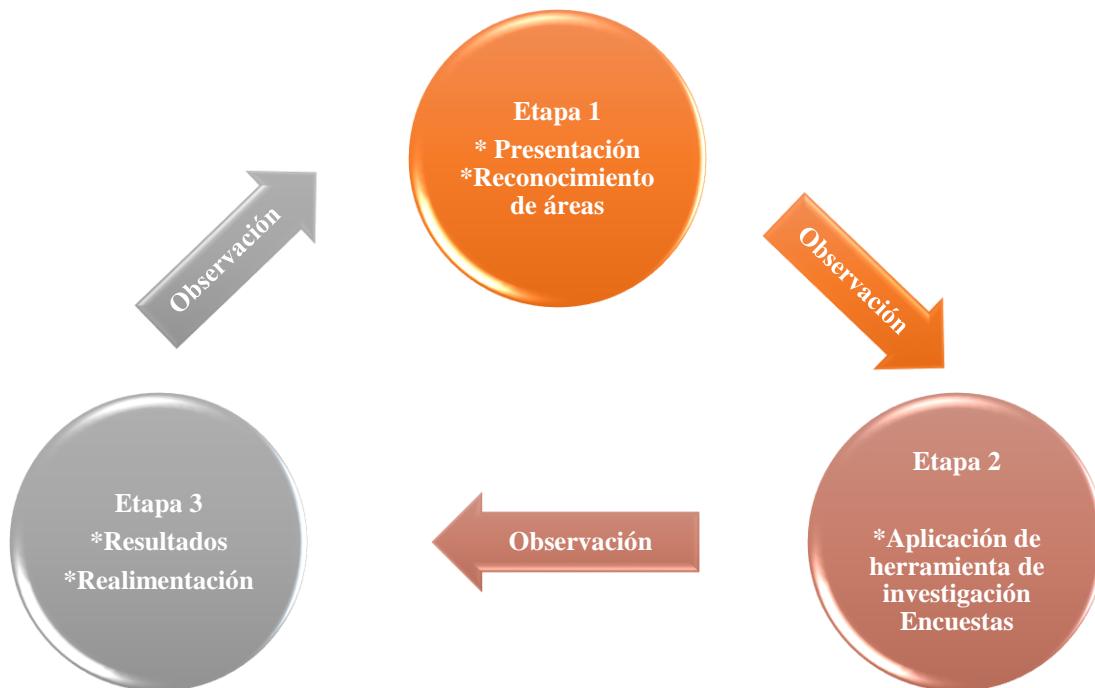 Etapa 1
* Presentación
*Reconocimiento
de áreas
Observación
Observación
Etapa 2
*Aplicación de
herramienta de
investigación
Encuestas
Observación
Etapa 3
*Resultados
*Realimentación